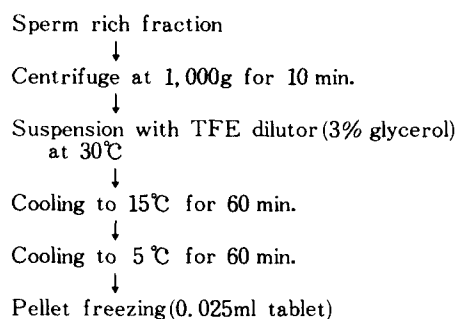 Sperm rich fraction
↓
Centrifuge at 1,000g for 10 min.
↓
Suspension with TFE dilutor(3% glycerol)
at 30℃
↓
Cooling to 15℃ for 60 min.
↓
Cooling to 5℃ for 60 min.
↓
Pellet freezing(0.025ml tablet)